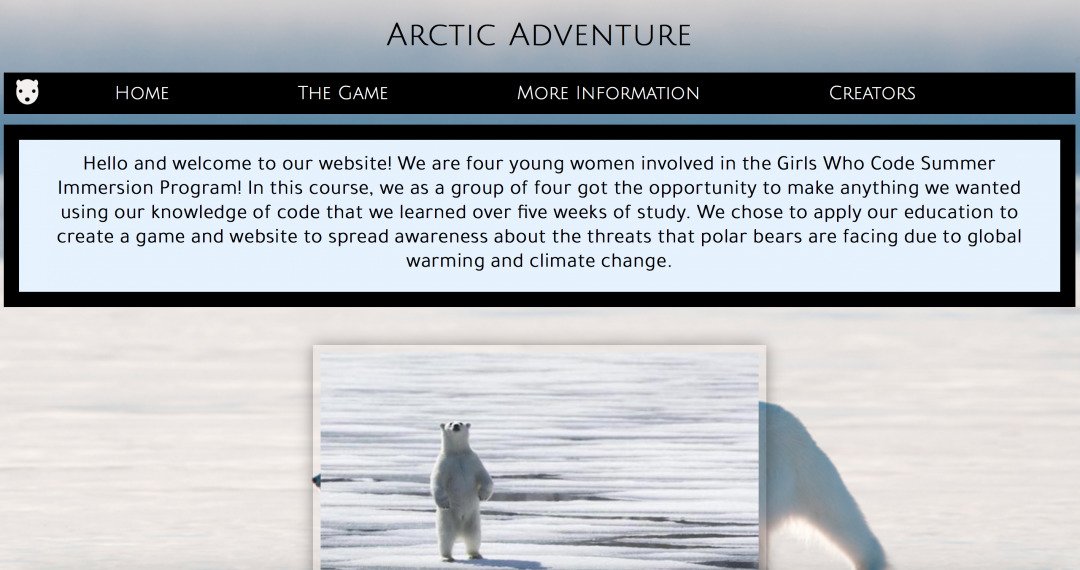 Arctic Adventure
Home The Game More Information Creators
Hello and welcome to our website! We are four young women involved in the Girls Who Code Summer
Immersion Program! In this course, we as a group of four got the opportunity to make anything we wanted
using our knowledge of code that we learned over five weeks of study. We chose to apply our education to
create a game and website to spread awareness about the threats that polar bears are facing due to global
warming and climate change.